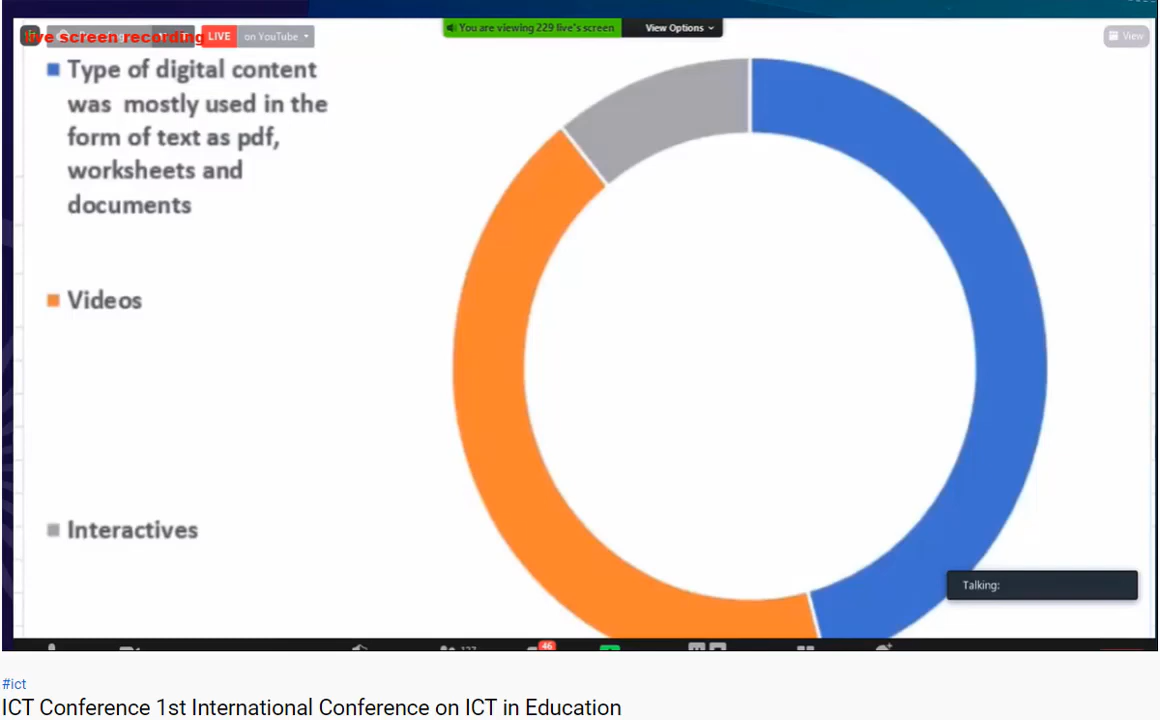 live screen recording
LIVE on YouTube
You are viewing 229 live's screen
View Options
View
Type of digital content
was mostly used in the
form of text as pdf,
worksheets and
documents
Videos
Interactives
Talking:
46
#ict
ICT Conference 1st International Conference on ICT in Education